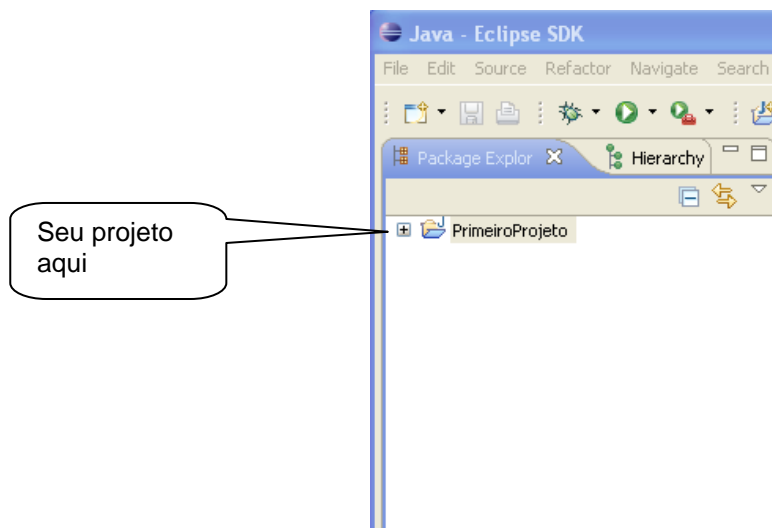 Java - Eclipse SDK
File Edit Source Refactor Navigate Search
Package Explor Hierarchy
Seu projeto
aqui
PrimeiroProjeto